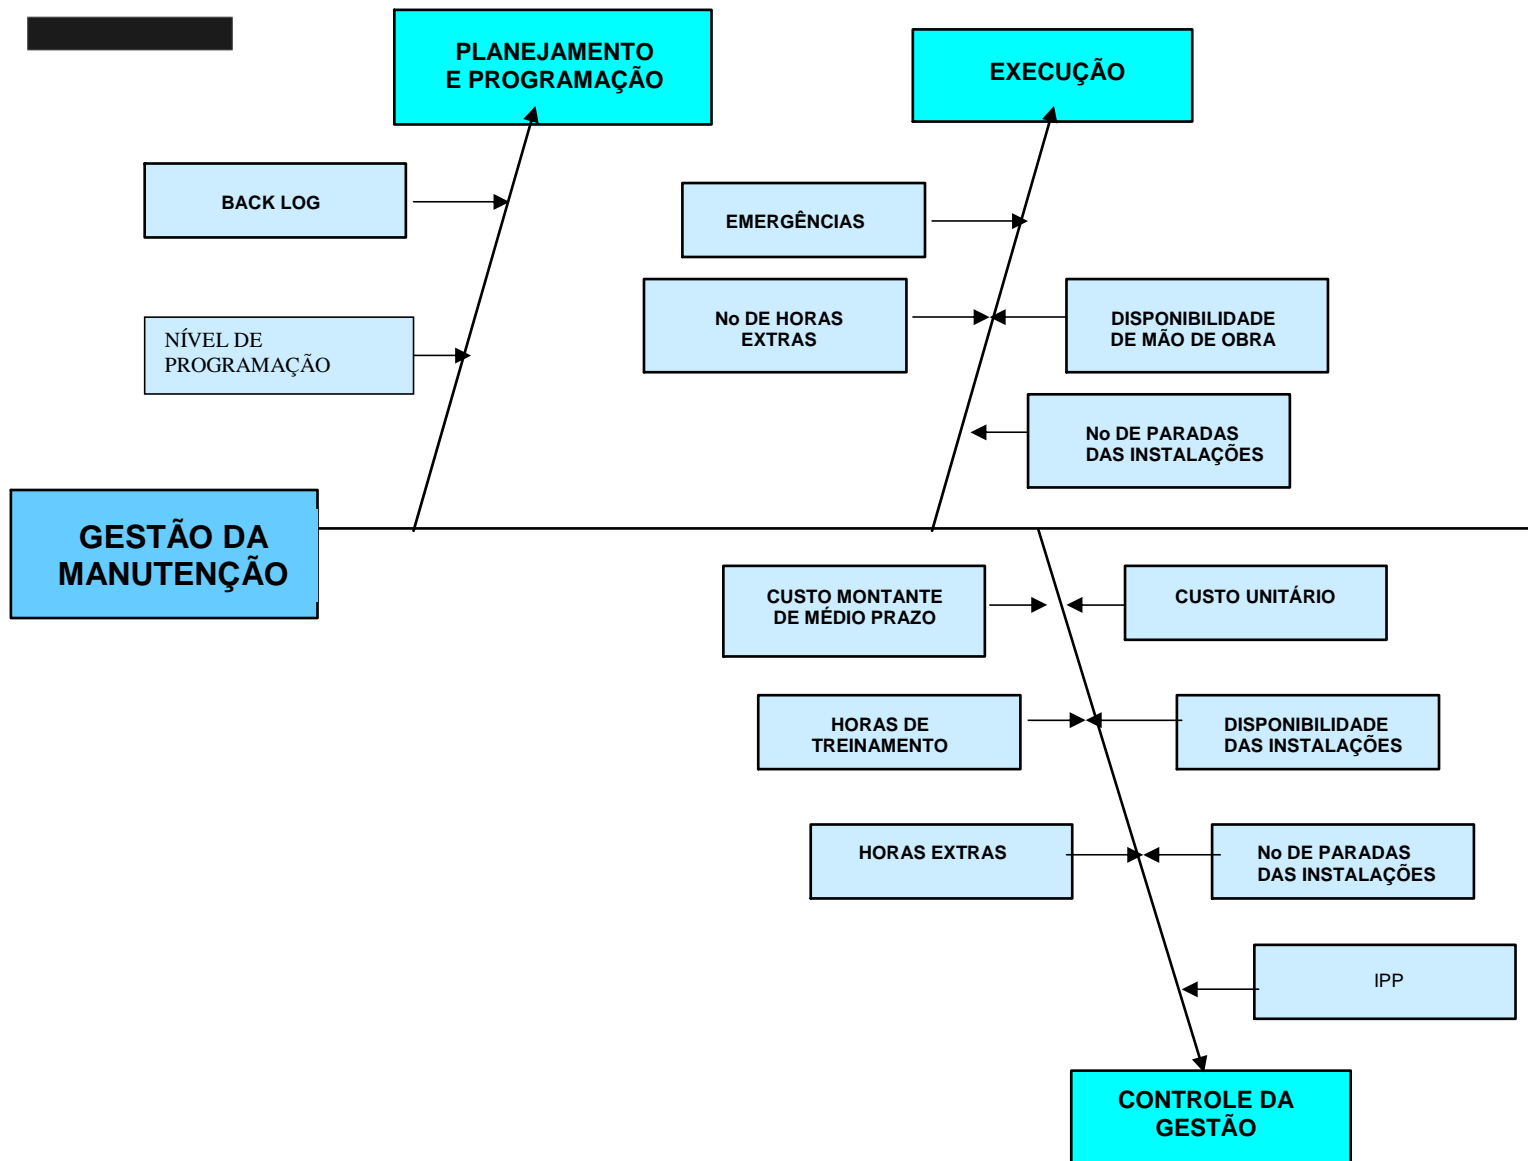 PLANEJAMENTO
E PROGRAMAÇÃO
EXECUÇÃO
BACK LOG
EMERGÊNCIAS
NÍVEL DE
PROGRAMAÇÃO
No DE HORAS
EXTRAS
DISPONIBILIDADE
DE MÃO DE OBRA
No DE PARADAS
DAS INSTALAÇÕES
GESTÃO DA
MANUTENÇÃO
CUSTO MONTANTE
DE MÉDIO PRAZO
CUSTO UNITÁRIO
HORAS DE
TREINAMENTO
DISPONIBILIDADE
DAS INSTALAÇÕES
HORAS EXTRAS
No DE PARADAS
DAS INSTALAÇÕES
IPP
CONTROLE DA
GESTÃO